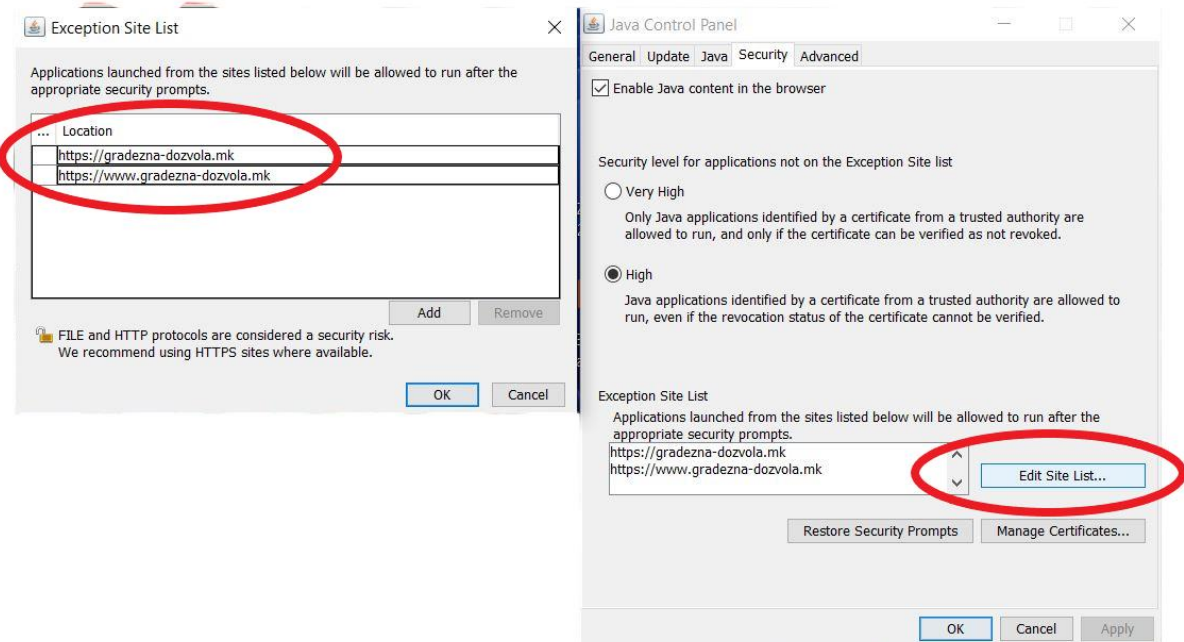 Exception Site List
Applications launched from the sites listed below will be allowed to run after the
appropriate security prompts.
... Location
https://gradezna-dozvola.mk
https://www.gradezna-dozvola.mk
Add Remove
FILE and HTTP protocols are considered a security risk.
We recommend using HTTPS sites where available.
OK Cancel
Java Control Panel
General Update Java Security Advanced
Enable Java content in the browser
Security level for applications not on the Exception Site list
Very High
Only Java applications identified by a certificate from a trusted authority are
allowed to run, and only if the certificate can be verified as not revoked.
High
Java applications identified by a certificate from a trusted authority are allowed to
run, even if the revocation status of the certificate cannot be verified.
Exception Site List
Applications launched from the sites listed below will be allowed to run after the
appropriate security prompts.
https://gradezna-dozvola.mk
https://www.gradezna-dozvola.mk
Edit Site List...
Restore Security Prompts Manage Certificates...
OK Cancel Apply